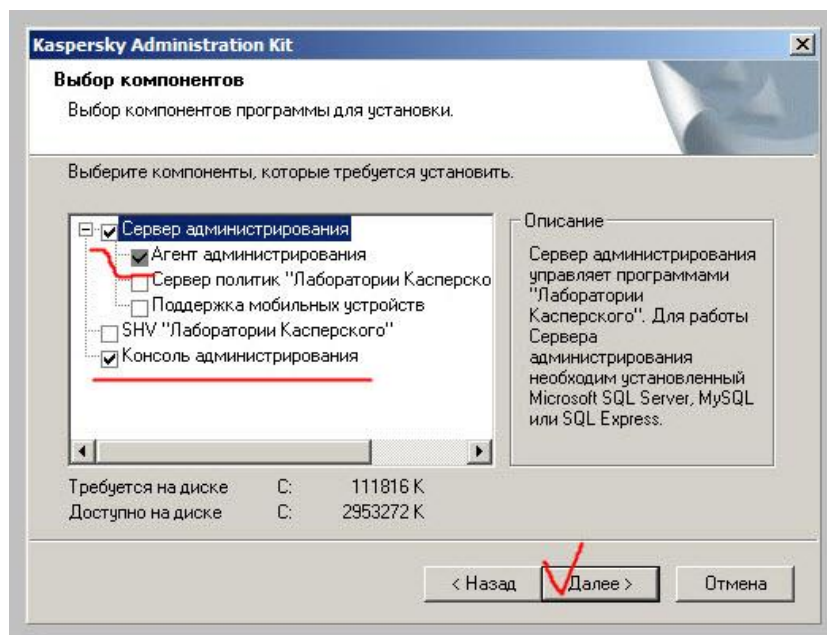 Kaspersky Administration Kit
Выбор компонентов
Выбор компонентов программы для установки.
Выберите компоненты, которые требуется установить.
Сервер администрирования
Агент администрирования
Сервер политик "Лаборатории Касперско
Поддержка мобильных устройств
SHV "Лаборатории Касперского"
Консоль администрирования
Описание
Сервер администрирования
управляет программами
"Лаборатории
Касперского". Для работы
Сервера
администрирования
необходим установленный
Microsoft SQL Server, MySQL
или SQL Express.
Требуется на диске C: 111816 K
Доступно на диске C: 2953272 K
< Назад Далее > Отмена